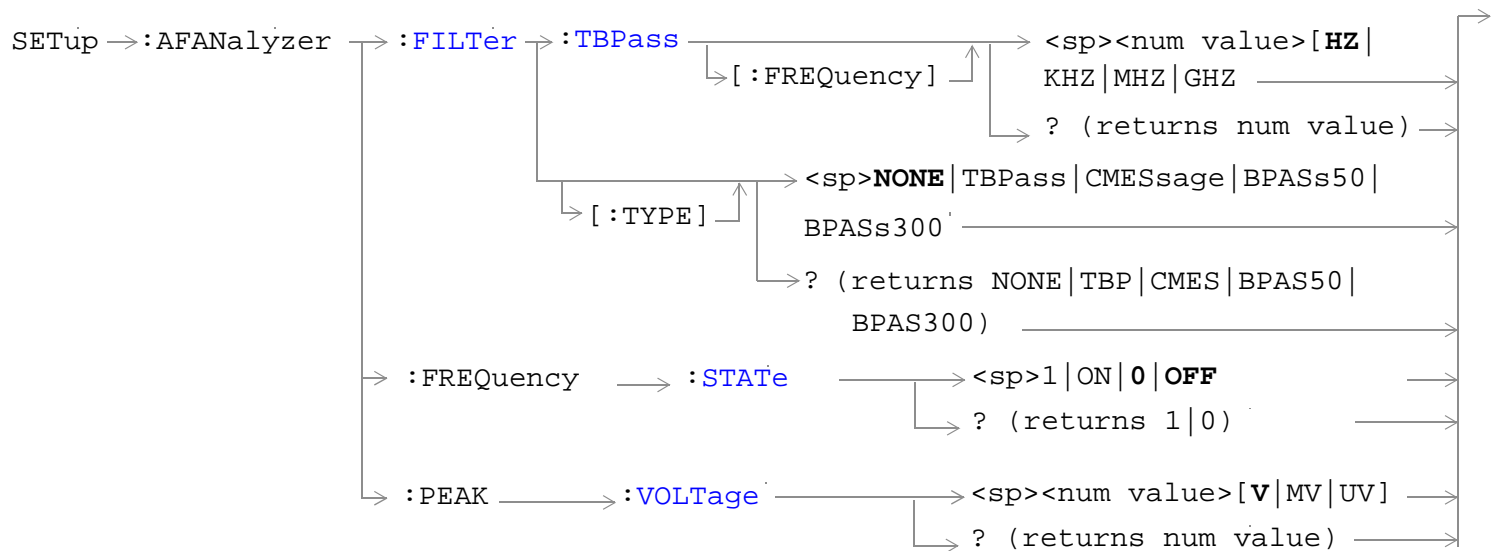 SETup :AFANalyzer :FILTer :TBPass <sp><num value>[HZ|
[:FREQuency] KHZ|MHZ|GHZ
? (returns num value)
<sp>NONE|TBPass|CMESsage|BPASs50|
[:TYPE] BPASs300
? (returns NONE|TBP|CMES|BPAS50|
BPAS300)
:FREQuency :STATe <sp>1|ON|0|OFF
? (returns 1|0)
:PEAK :VOLTage <sp><num value>[V|MV|UV]
? (returns num value)